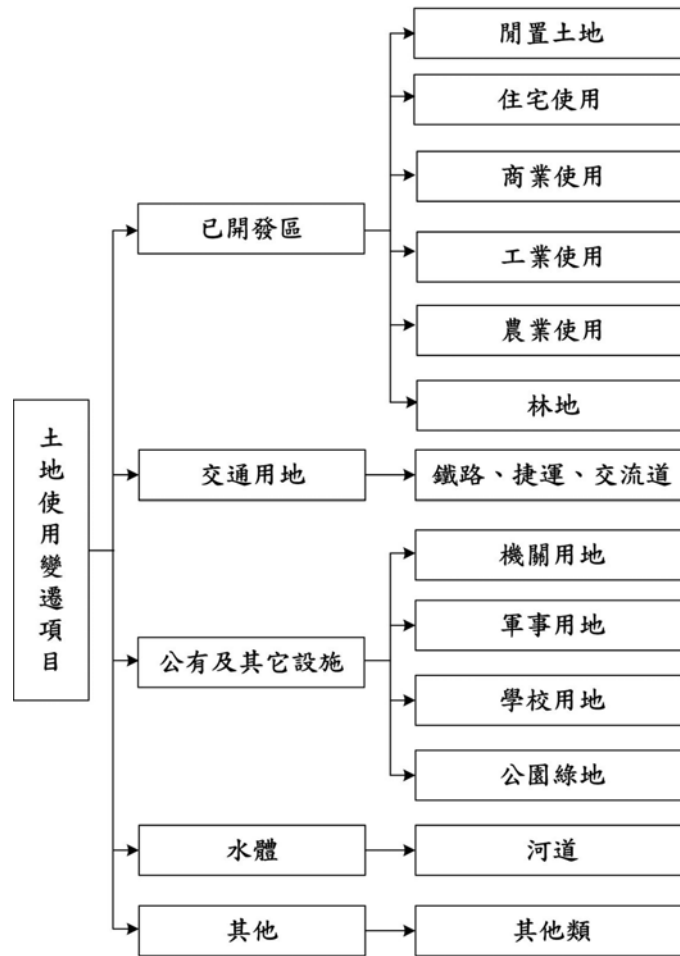 土地使用變遷項目
已開發區
閒置土地
住宅使用
商業使用
工業使用
農業使用
林地
交通用地
鐵路、捷運、交流道
公有及其它設施
機關用地
軍事用地
學校用地
公園綠地
水體
河道
其他
其他類